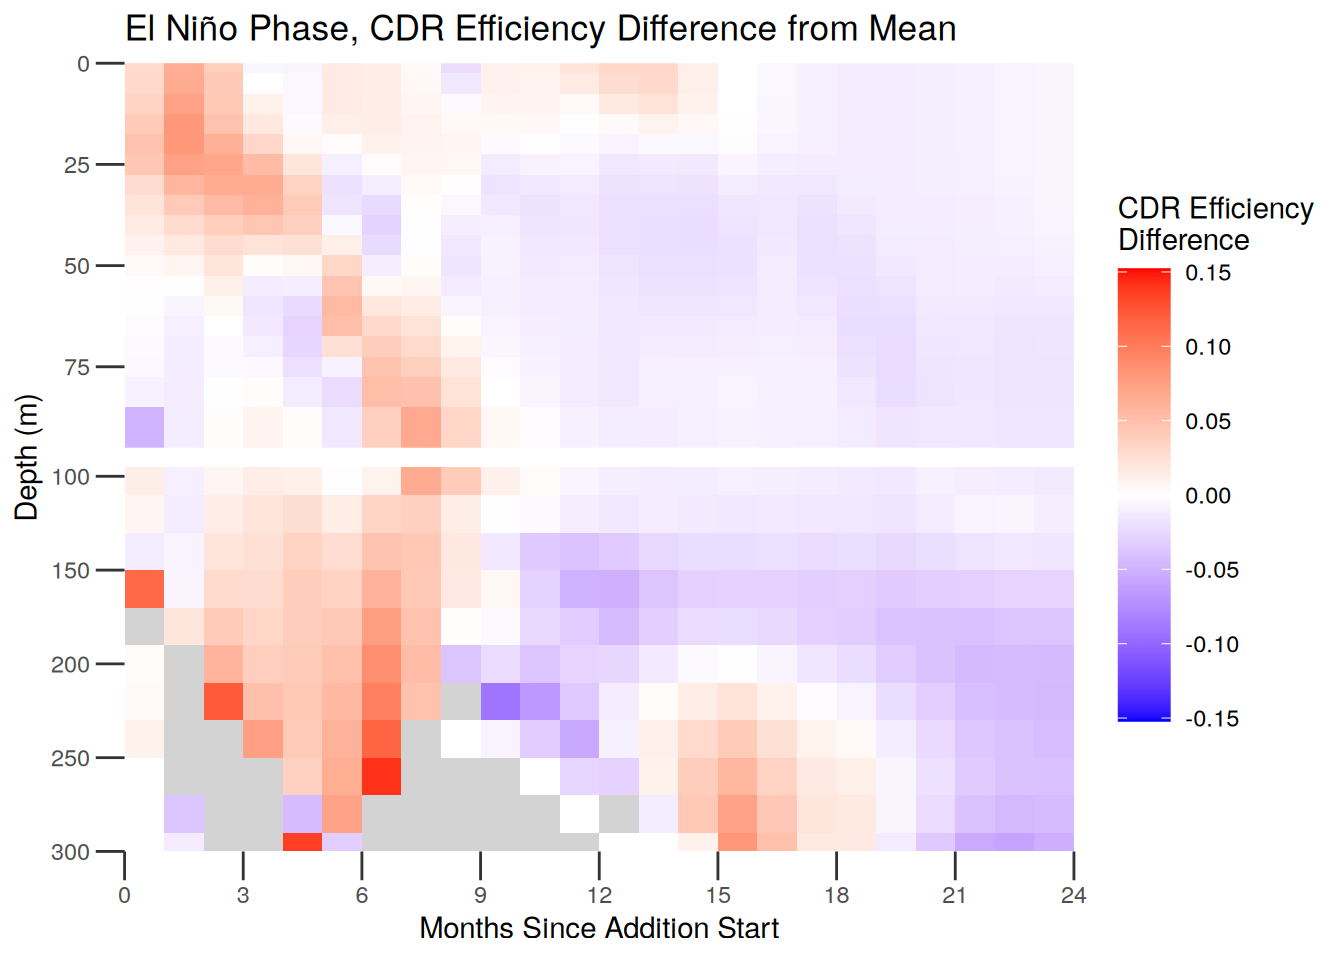 El Niño Phase, CDR Efficiency Difference from Mean
0
25
50
75
100
150
200
250
300
Depth (m)
0 3 6 9 12 15 18 21 24
Months Since Addition Start
CDR Efficiency
Difference
0.15
0.10
0.05
0.00
-0.05
-0.10
-0.15